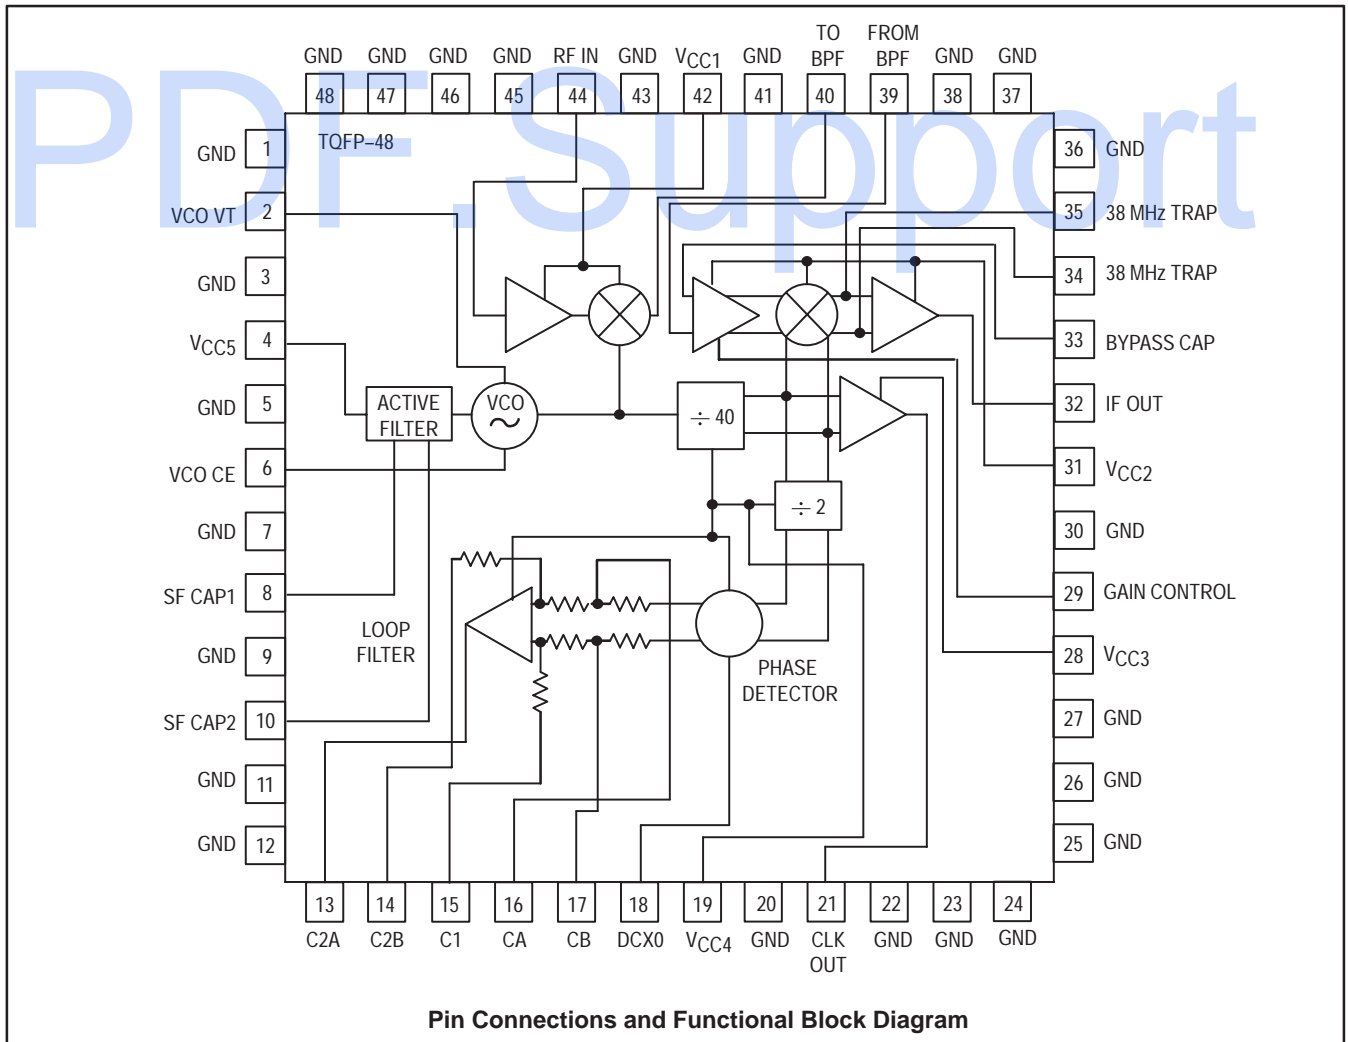 TO FROM
GND GND GND GND RF IN GND VCC1 GND BPF BPF GND GND
48 47 46 45 44 43 42 41 40 39 38 37
PDF.Support
TQFP–48
GND 1
VCO VT 2
GND 3
VCC5 4
GND 5
VCO CE 6
GND 7
SF CAP1 8
GND 9
SF CAP2 10
GND 11
GND 12
36 GND
35 38 MHz TRAP
34 38 MHz TRAP
33 BYPASS CAP
32 IF OUT
31 VCC2
30 GND
29 GAIN CONTROL
28 VCC3
27 GND
26 GND
25 GND
ACTIVE
FILTER
VCO
÷ 40
÷ 2
LOOP
FILTER
PHASE
DETECTOR
13 14 15 16 17 18 19 20 21 22 23 24
C2A C2B C1 CA CB DCX0 VCC4 GND CLK GND GND GND
OUT
Pin Connections and Functional Block Diagram